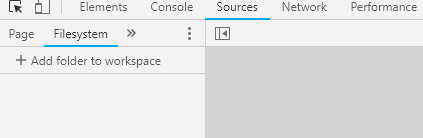 Elements Console Sources Network Performance
Page Filesystem »
+ Add folder to workspace